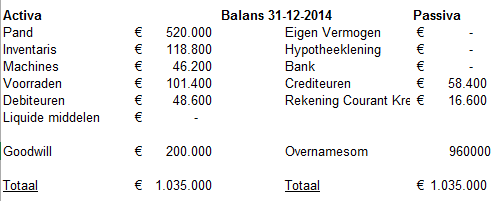 Activa Balans 31-12-2014 Passiva
Pand € 520.000 Eigen Vermogen € -
Inventaris € 118.800 Hypotheeklening € -
Machines € 46.200 Bank € -
Voorraden € 101.400 Crediteuren € 58.400
Debiteuren € 48.600 Rekening Courant Kre € 16.600
Liquide middelen € -
Goodwill € 200.000 Overnamesom 960000
Totaal € 1.035.000 Totaal € 1.035.000